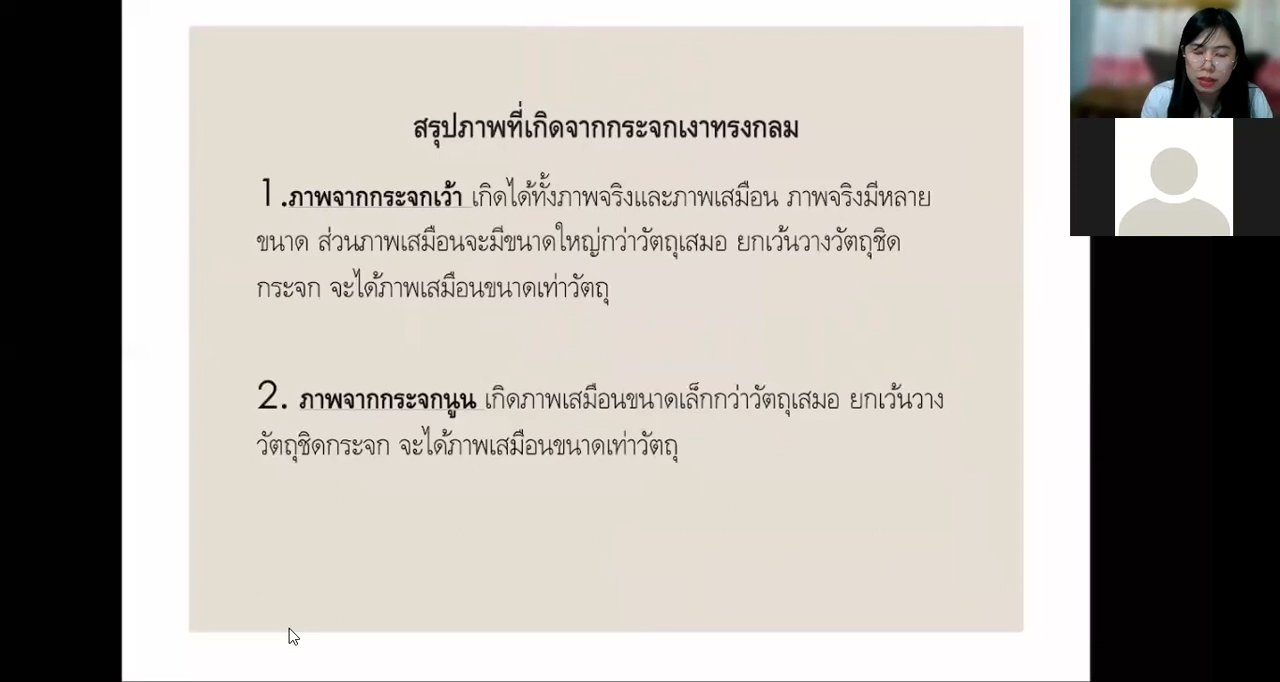 สรุปภาพที่เกิดจากกระจกเงาทรงกลม
1.ภาพจากกระจกเว้า เกิดได้ทั้งภาพจริงและภาพเสมือน ภาพจริงมีหลาย
ขนาด ส่วนภาพเสมือนจะมีขนาดใหญ่กว่าวัตถุเสมอ ยกเว้นวางวัตถุชิด
กระจก จะได้ภาพเสมือนขนาดเท่าวัตถุ
2. ภาพจากกระจกนูน เกิดภาพเสมือนขนาดเล็กกว่าวัตถุเสมอ ยกเว้นวาง
วัตถุชิดกระจก จะได้ภาพเสมือนขนาดเท่าวัตถุ